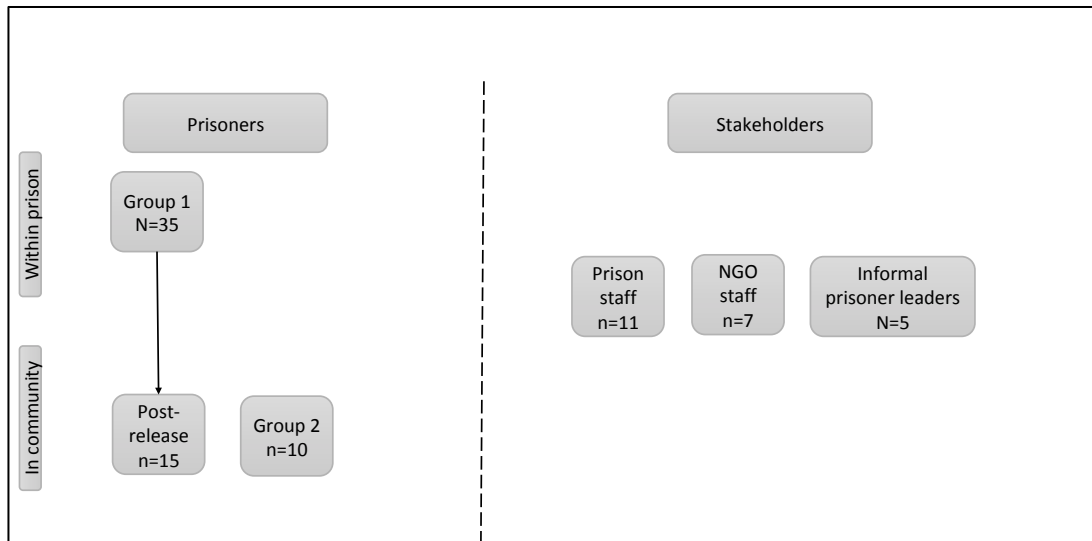 Prisoners
Stakeholders
Within prison
Group 1
N=35
Prison
staff
n=11
NGO
staff
n=7
Informal
prisoner leaders
N=5
In community
Post-
release
n=15
Group 2
n=10